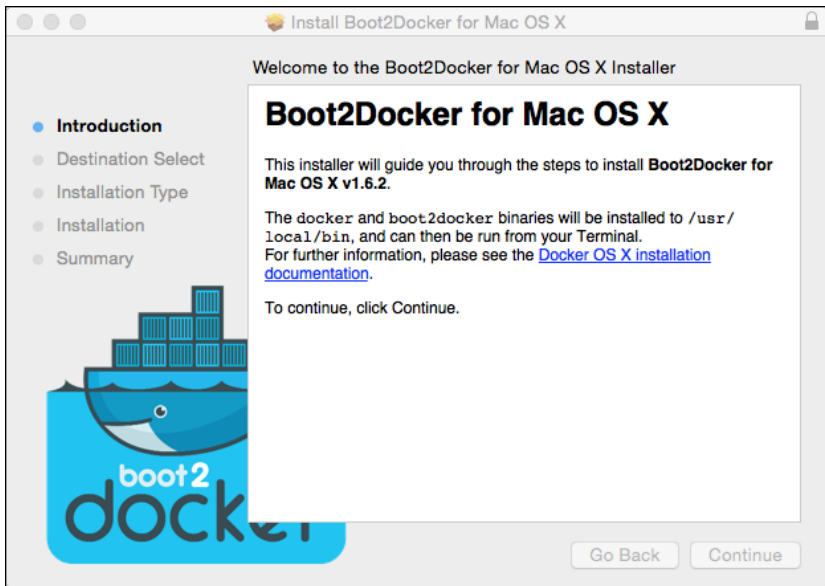 Install Boot2Docker for Mac OS X
Welcome to the Boot2Docker for Mac OS X Installer
Introduction
Destination Select
Installation Type
Installation
Summary
Boot2Docker for Mac OS X
This installer will guide you through the steps to install Boot2Docker for
Mac OS X v1.6.2.
The docker and boot2docker binaries will be installed to /usr/
local/bin, and can then be run from your Terminal.
For further information, please see the Docker OS X installation
documentation.
To continue, click Continue.
boot2
docker
Go Back
Continue